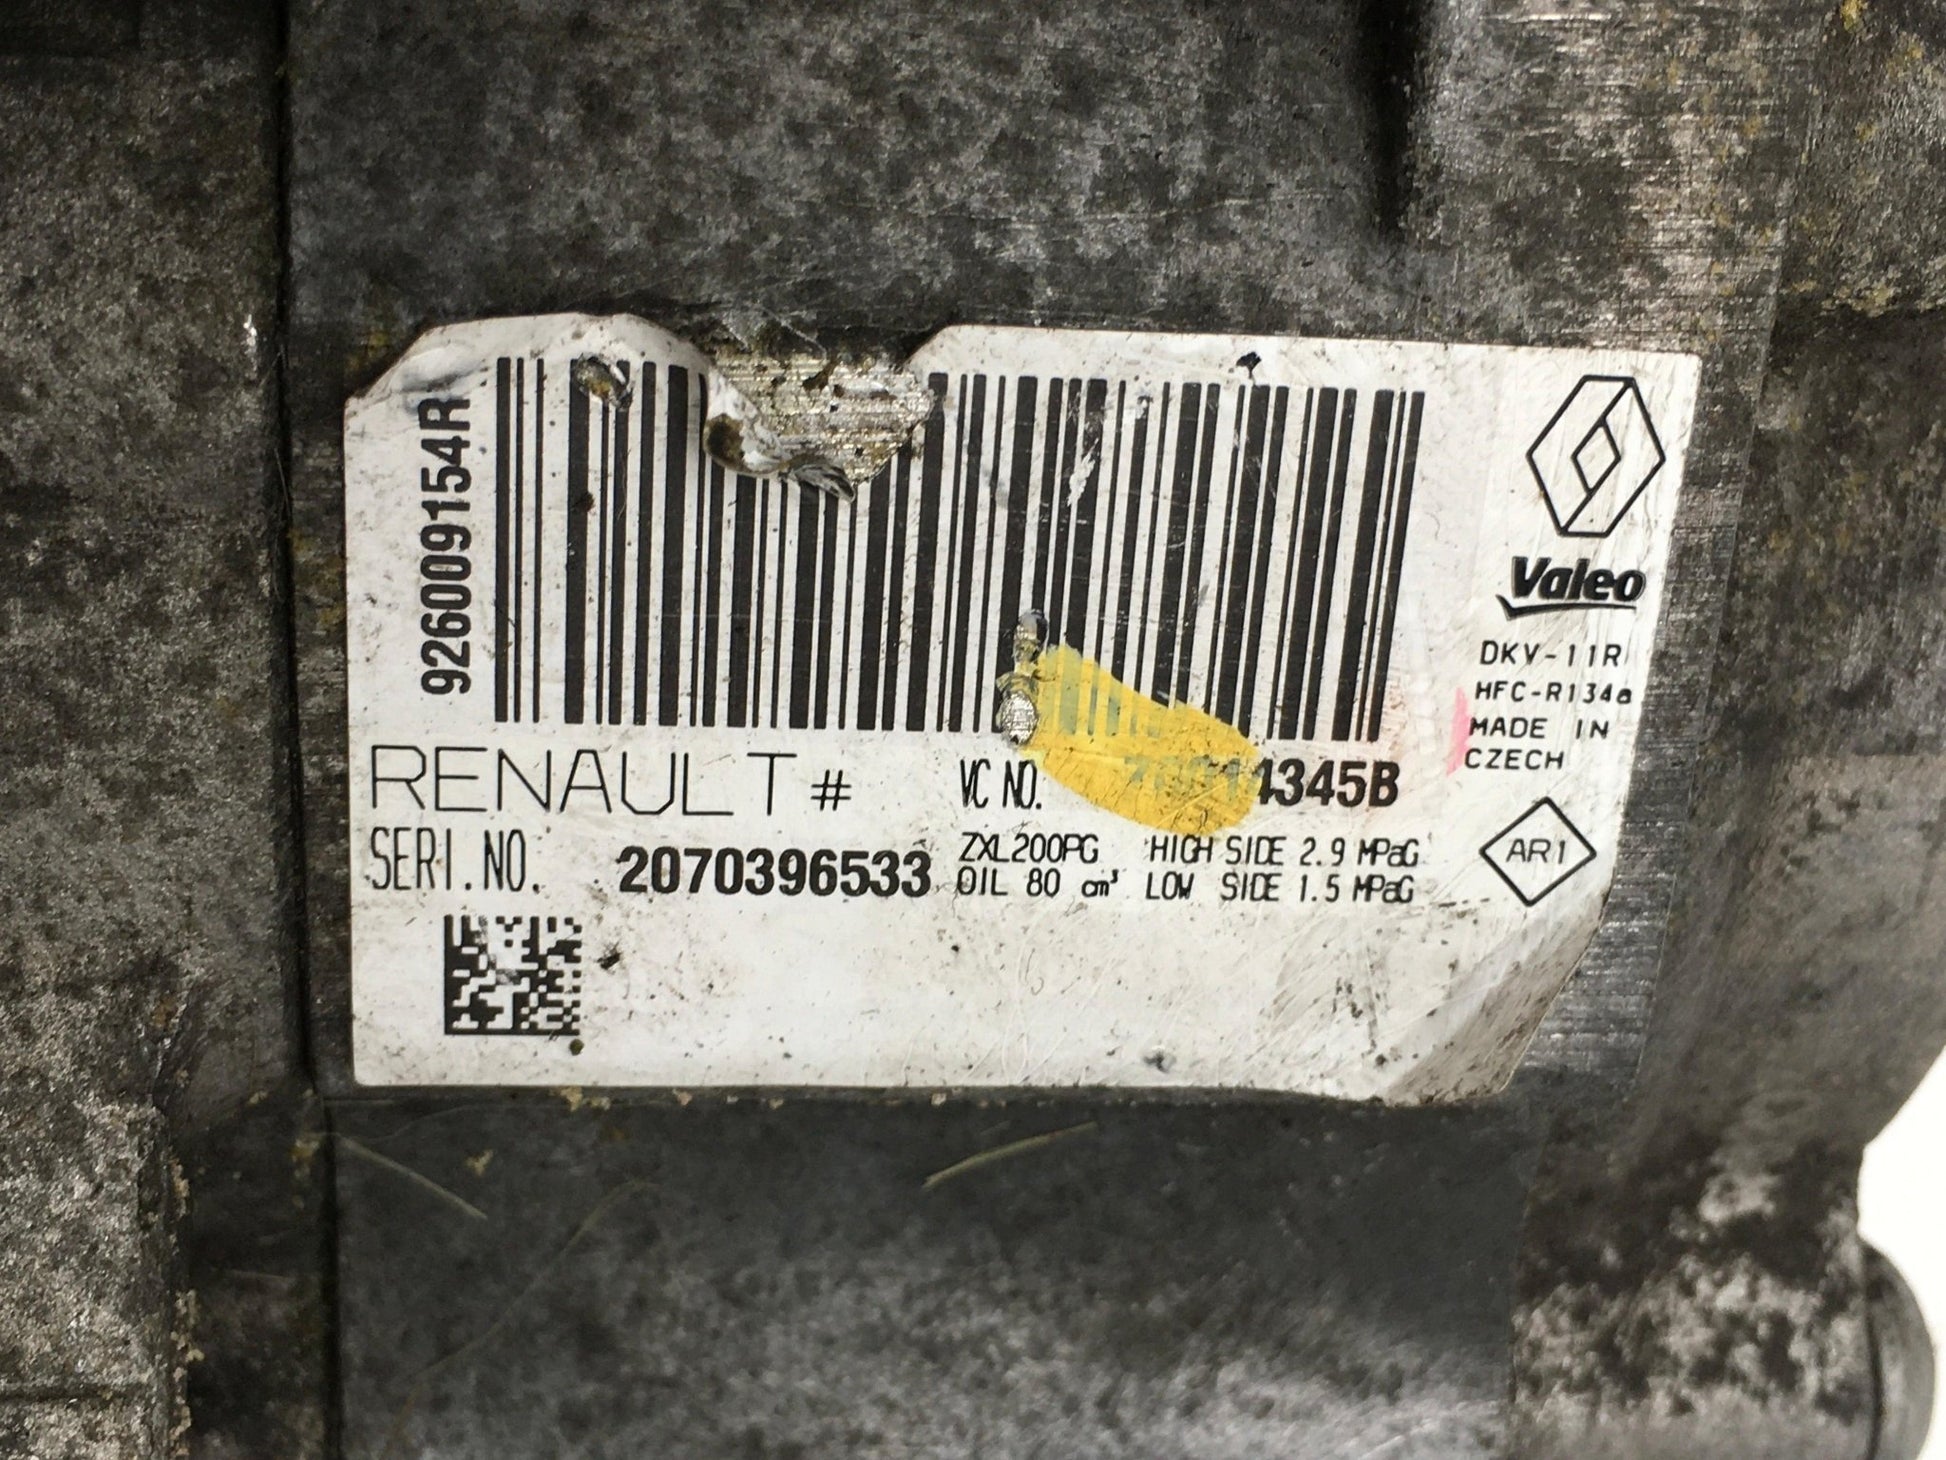 926009154R
Valeo
DKV-11R
HFC-R134a
MADE IN
CZECH
RENAULT #
VC NO.
SERI.NO. 2070396533
ZXL200PG HIGH SIDE 2.9 MPaG
OIL 80 cm³ LOW SIDE 1.5 MPaG
AR1